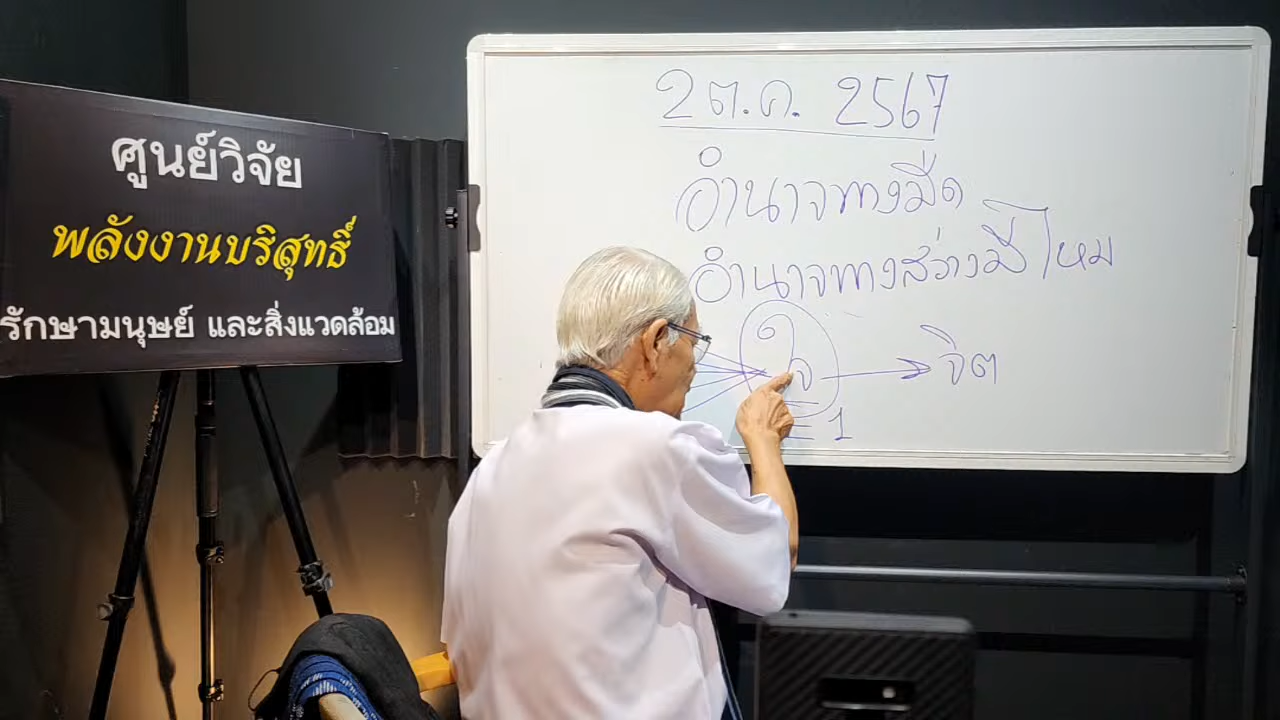 ศูนย์วิจัย
พลังงานบริสุทธิ์
รักษามนุษย์ และสิ่งแวดล้อม
2 ต.ค. 2567
อำนาจทางมืด
อำนาจทางสว่างมีไหม
ใจ → จิต
= 1